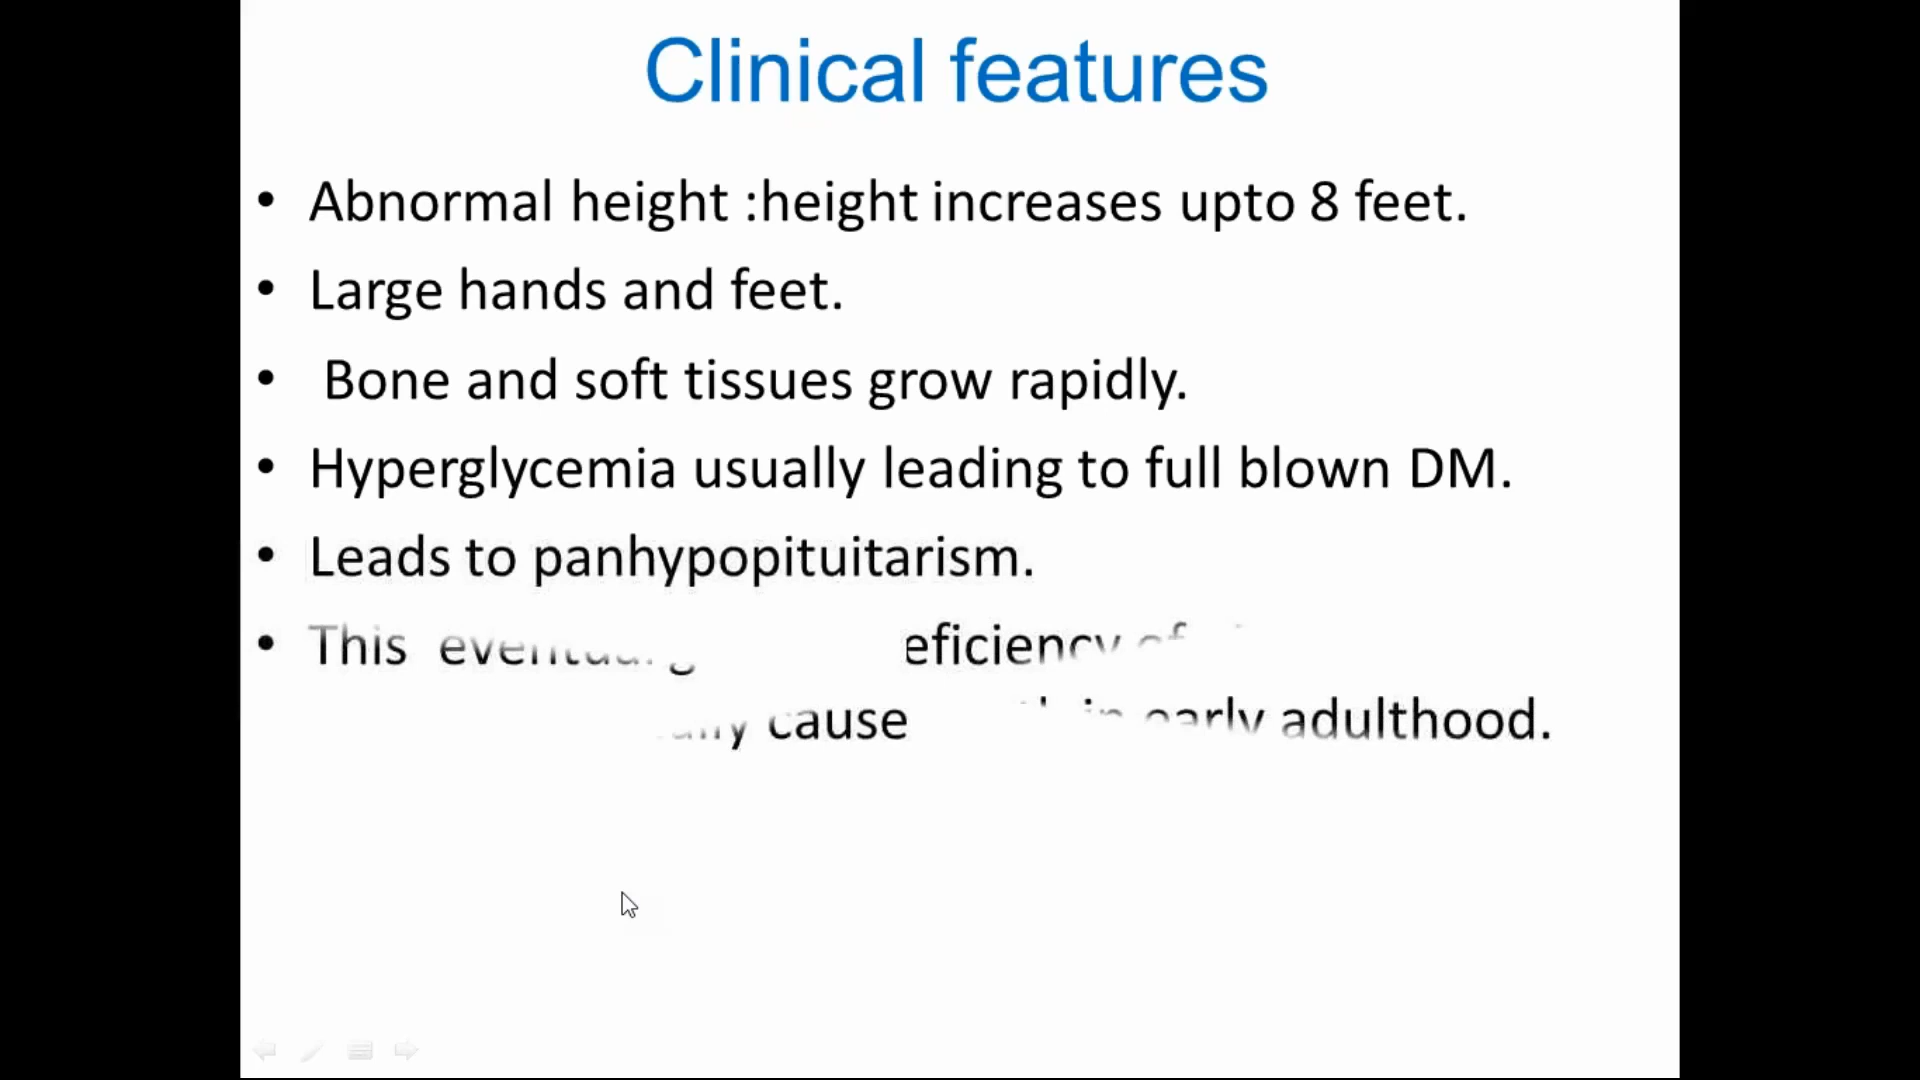 Clinical features
• Abnormal height :height increases upto 8 feet.
• Large hands and feet.
• Bone and soft tissues grow rapidly.
• Hyperglycemia usually leading to full blown DM.
• Leads to panhypopituitarism.
• This eficiency of
cause in early adulthood.